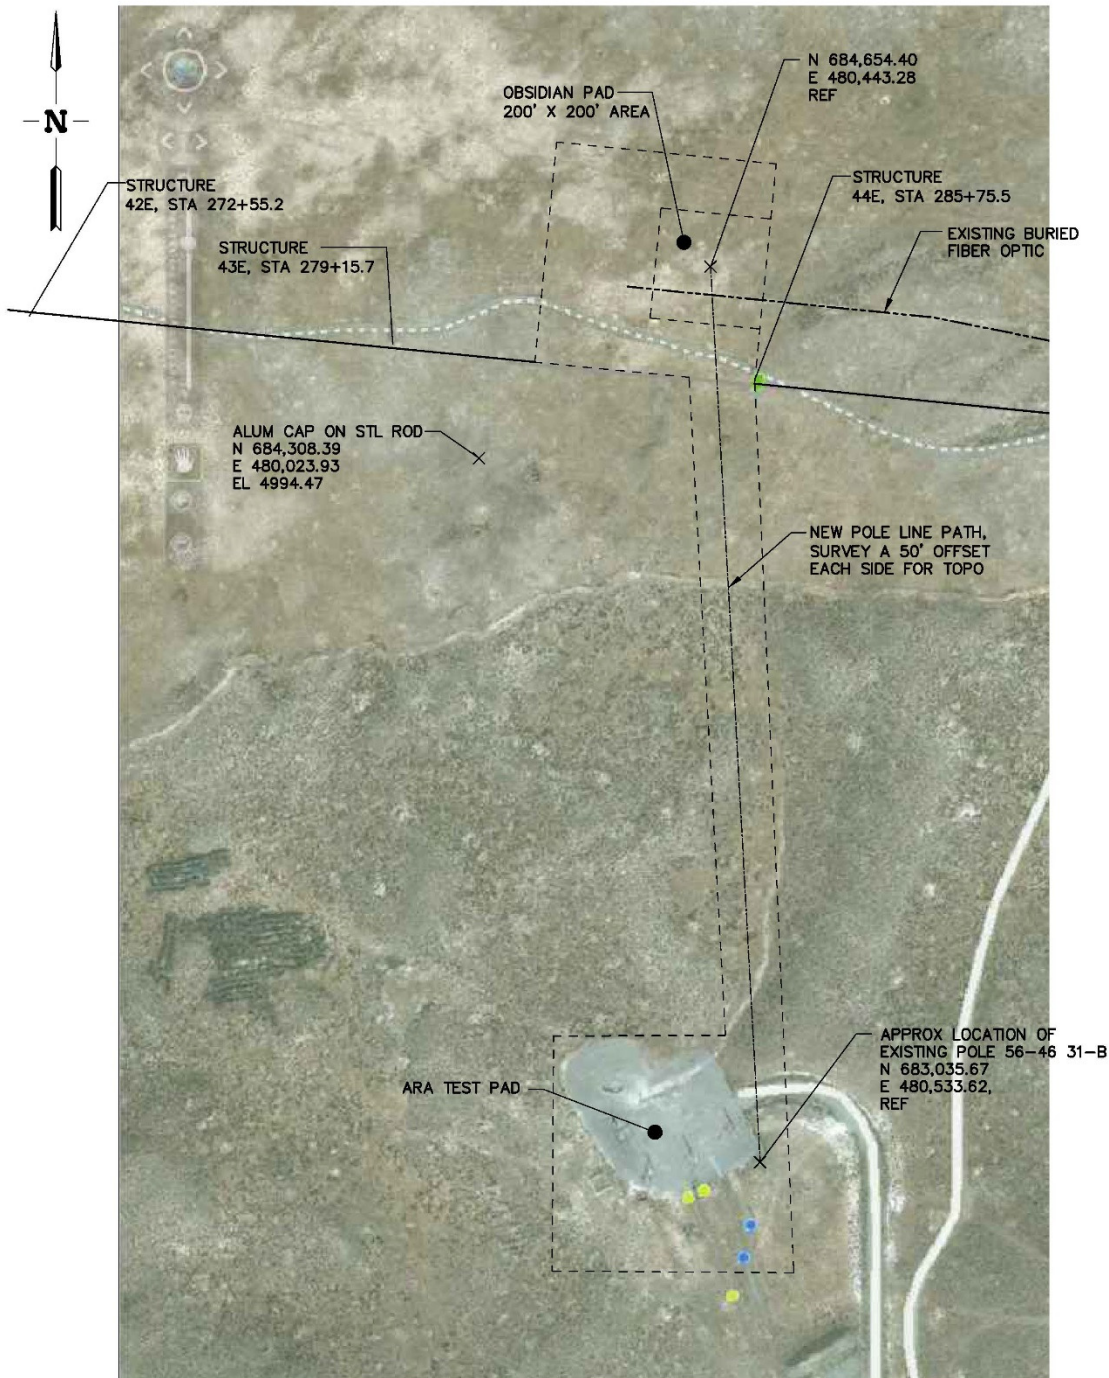 N 684,654.40
E 480,443.28
REF
OBSIDIAN PAD
200' X 200' AREA
N
STRUCTURE
42E, STA 272+55.2
STRUCTURE
44E, STA 285+75.5
EXISTING BURIED
FIBER OPTIC
STRUCTURE
43E, STA 279+15.7
ALUM CAP ON STL ROD
N 684,308.39
E 480,023.93
EL 4994.47
NEW POLE LINE PATH,
SURVEY A 50' OFFSET
EACH SIDE FOR TOPO
APPROX LOCATION OF
EXISTING POLE 56-46 31-B
N 683,035.67
E 480,533.62,
REF
ARA TEST PAD